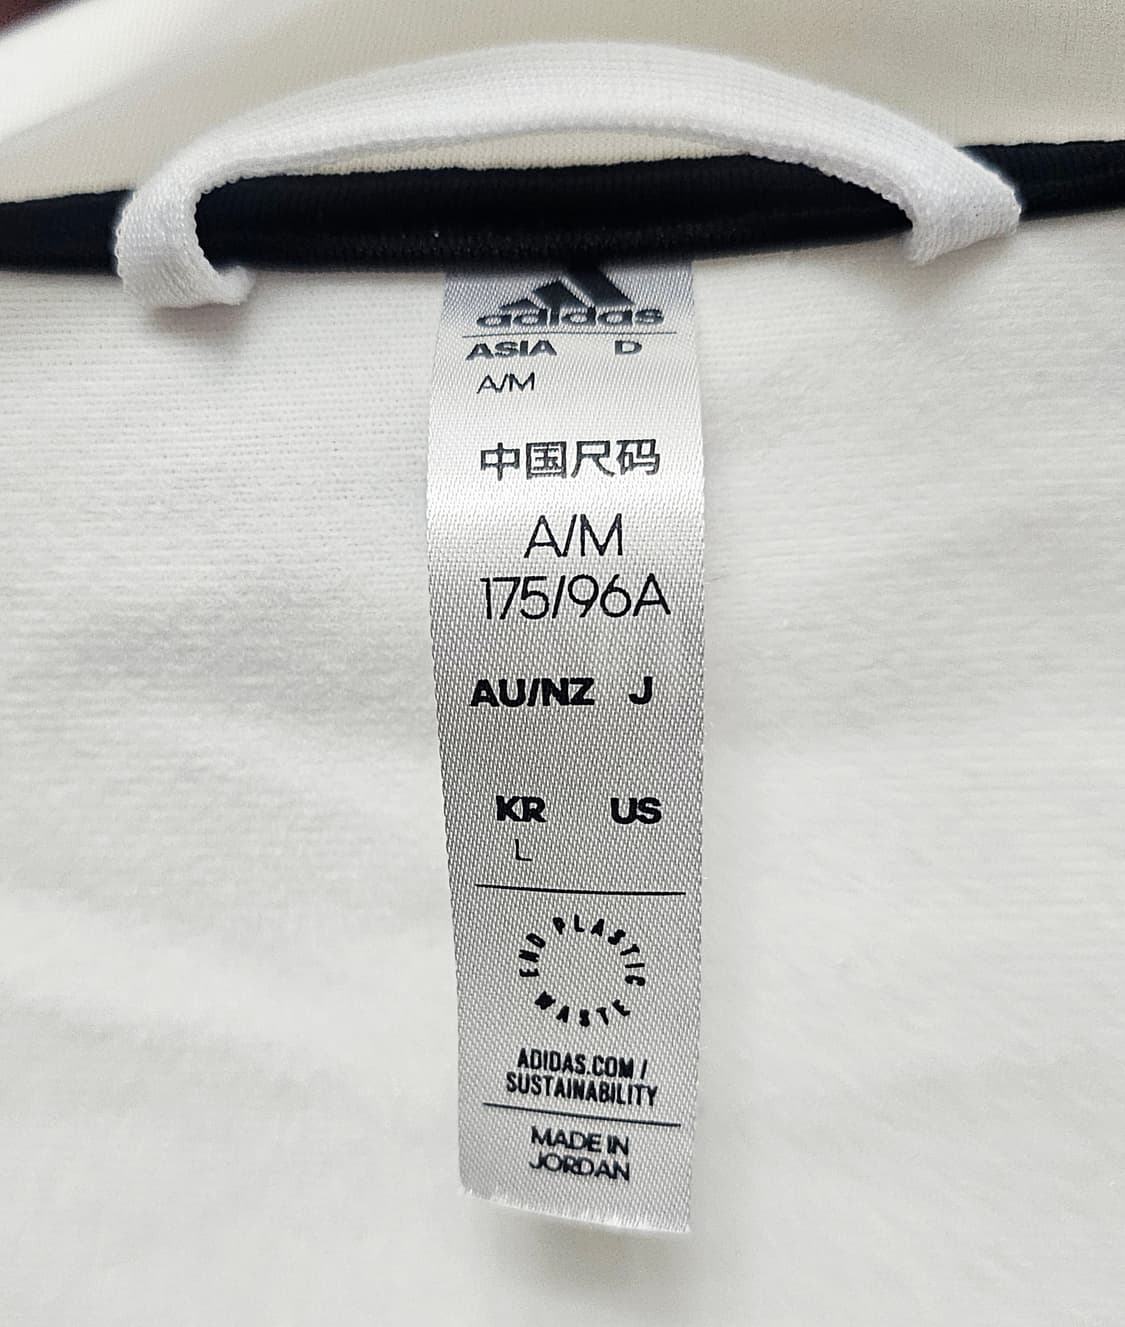 adidas
ASIA D
A/M
中国尺码
A/M
175/96A
AU/NZ J
KR US
L
END PLASTIC WASTE
ADIDAS.COM/
SUSTAINABILITY
MADE IN
JORDAN